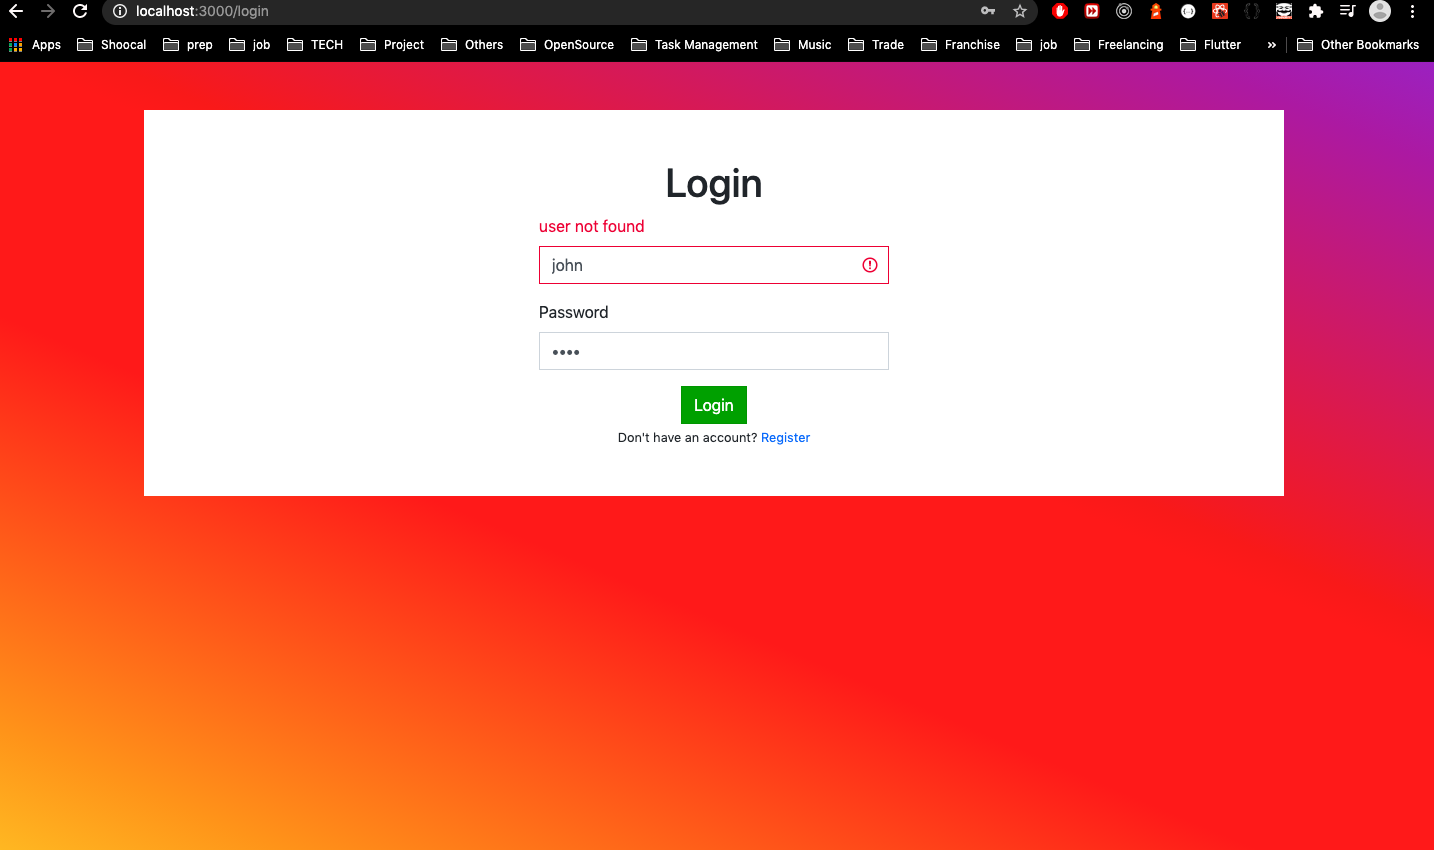 localhost:3000/login
Apps Shoocal prep job TECH Project Others OpenSource Task Management Music Trade Franchise job Freelancing Flutter » Other Bookmarks
Login
user not found
john
Password
••••
Login
Don't have an account? Register